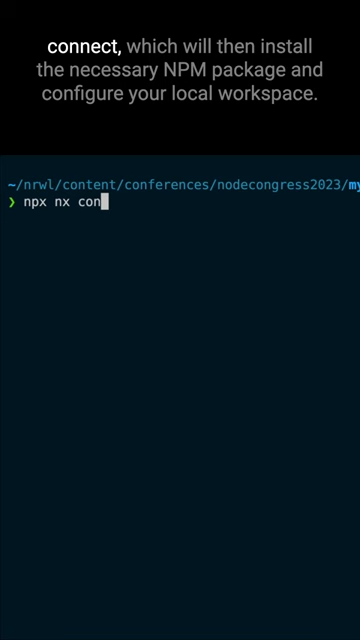 connect, which will then install
the necessary NPM package and
configure your local workspace.
~/nrwl/content/conferences/nodecongress2023/my
❯ npx nx con